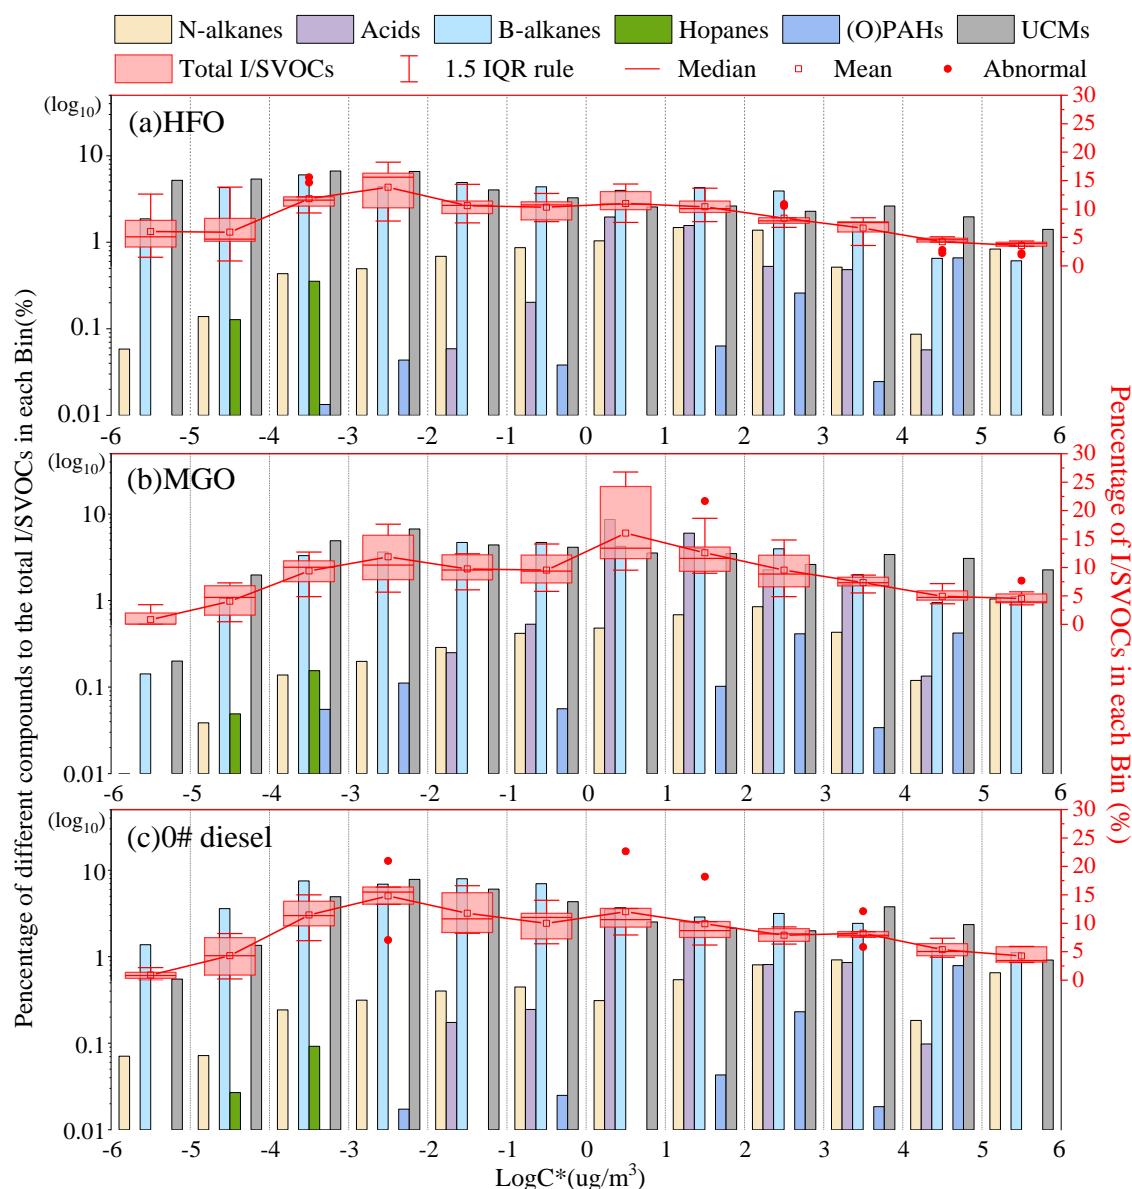 N-alkanes Acids B-alkanes Hopanes (O)PAHs UCMs
Total I/SVOCs 1.5 IQR rule Median Mean Abnormal
Pencentage of different compounds to the total I/SVOCs in each Bin(%
Pencentage of I/SVOCs in each Bin (%)
(log10)
(a)HFO
10
1
0.1
0.01
30
25
20
15
10
5
0
-6 -5 -4 -3 -2 -1 0 1 2 3 4 5 6
(log10)
(b)MGO
10
1
0.1
0.01
30
25
20
15
10
5
0
-6 -5 -4 -3 -2 -1 0 1 2 3 4 5 6
(log10)
(c)0# diesel
10
1
0.1
0.01
30
25
20
15
10
5
0
-6 -5 -4 -3 -2 -1 0 1 2 3 4 5 6
LogC*(ug/m3)